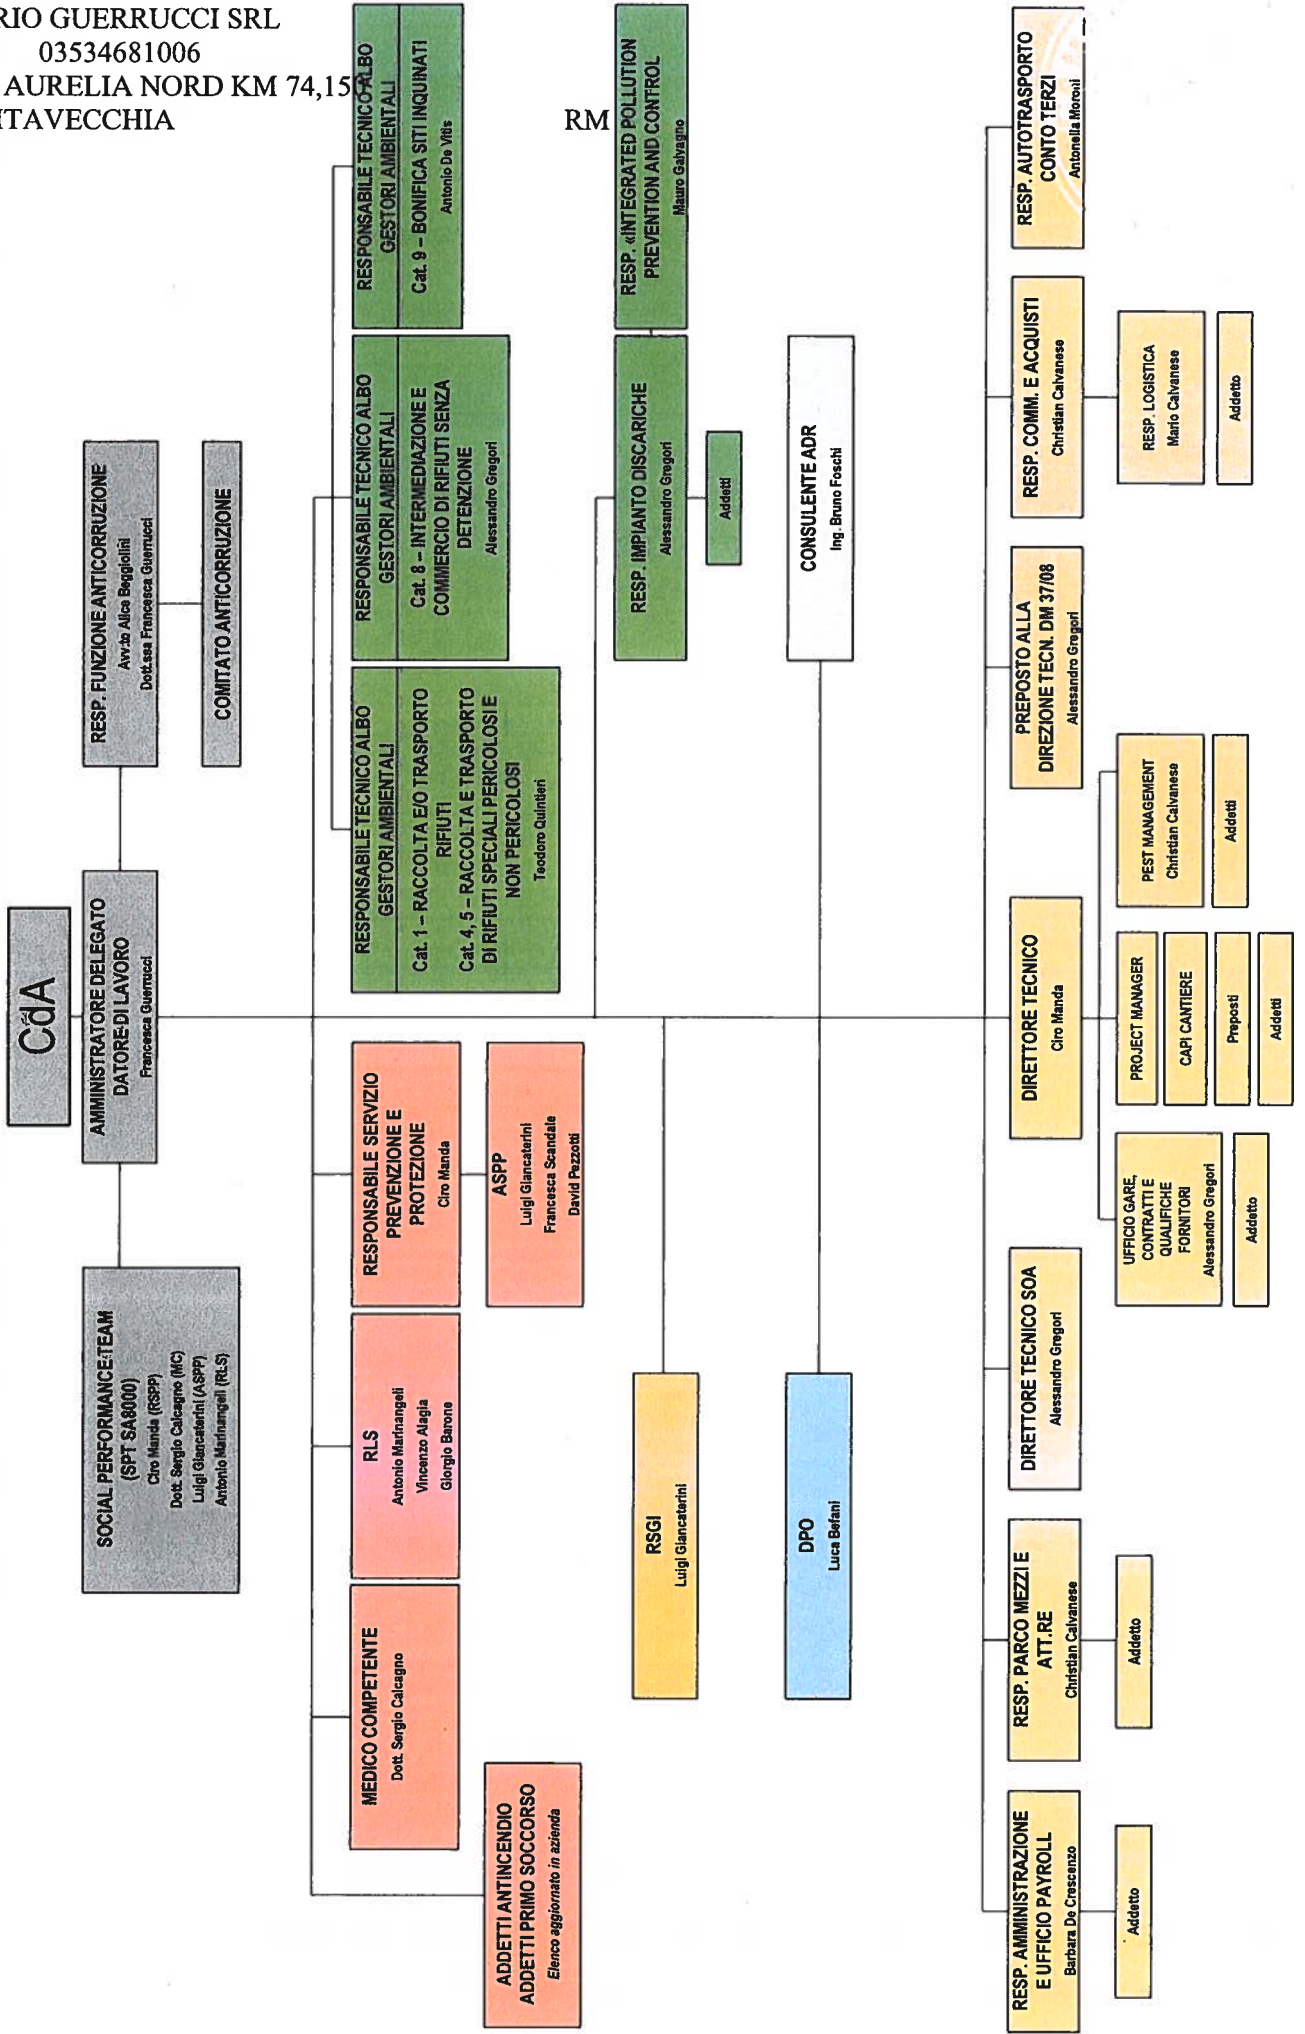 RIO GUERRUCCI SRL
03534681006
AURELIA NORD KM 74,15
ITAVECCHIA
RM
CdA
AMMINISTRATORE DELEGATO
DATORE DI LAVORO
Francesca Guerrucci
SOCIAL PERFORMANCE TEAM
(SPT SA8000)
Ciro Manda (RSPP)
Dott. Sergio Calcagno (MC)
Luigi Giancaterini (ASPP)
Antonio Marinangeli (RLS)
RESP. FUNZIONE ANTICORRUZIONE
Avv.to Alice Beggiolini
Dott.ssa Francesca Guerrucci
COMITATO ANTICORRUZIONE
MEDICO COMPETENTE
Dott. Sergio Calcagno
RLS
Antonio Marinangeli
Vincenzo Alagia
Giorgio Barone
RESPONSABILE SERVIZIO
PREVENZIONE E
PROTEZIONE
Ciro Manda
RESPONSABILE TECNICO ALBO
GESTORI AMBIENTALI
Cat. 1 – RACCOLTA E/O TRASPORTO
RIFIUTI
Cat. 4, 5 – RACCOLTA E TRASPORTO
DI RIFIUTI SPECIALI PERICOLOSI E
NON PERICOLOSI
Teodoro Quintieri
RESPONSABILE TECNICO ALBO
GESTORI AMBIENTALI
Cat. 8 – INTERMEDIAZIONE E
COMMERCIO DI RIFIUTI SENZA
DETENZIONE
Alessandro Gregori
RESPONSABILE TECNICO ALBO
GESTORI AMBIENTALI
Cat. 9 – BONIFICA SITI INQUINATI
Antonio De Vitis
ADDETTI ANTINCENDIO
ADDETTI PRIMO SOCCORSO
Elenco aggiornato in azienda
ASPP
Luigi Giancaterini
Francesca Scandale
David Pezzotti
RESP. IMPIANTO DISCARICHE
Alessandro Gregori
Addetti
RESP. «INTEGRATED POLLUTION
PREVENTION AND CONTROL
Mauro Galvagno
RSGI
Luigi Giancaterini
DPO
Luca Befani
CONSULENTE ADR
Ing. Bruno Foschi
RESP. AMMINISTRAZIONE
E UFFICIO PAYROLL
Barbara De Crescenzo
Addetto
RESP. PARCO MEZZI E
ATT.RE
Christian Calvanese
Addetto
DIRETTORE TECNICO SOA
Alessandro Gregori
DIRETTORE TECNICO
Ciro Manda
UFFICIO GARE,
CONTRATTI E
QUALIFICHE
FORNITORI
Alessandro Gregori
Addetto
PROJECT MANAGER
CAPI CANTIERE
Preposti
Addetti
PEST MANAGEMENT
Christian Calvanese
Addetti
PREPOSTO ALLA
DIREZIONE TECN. DM 37/08
Alessandro Gregori
RESP. COMM. E ACQUISTI
Christian Calvanese
RESP. LOGISTICA
Mario Calvanese
Addetto
RESP. AUTOTRASPORTO
CONTO TERZI
Antonella Moroni